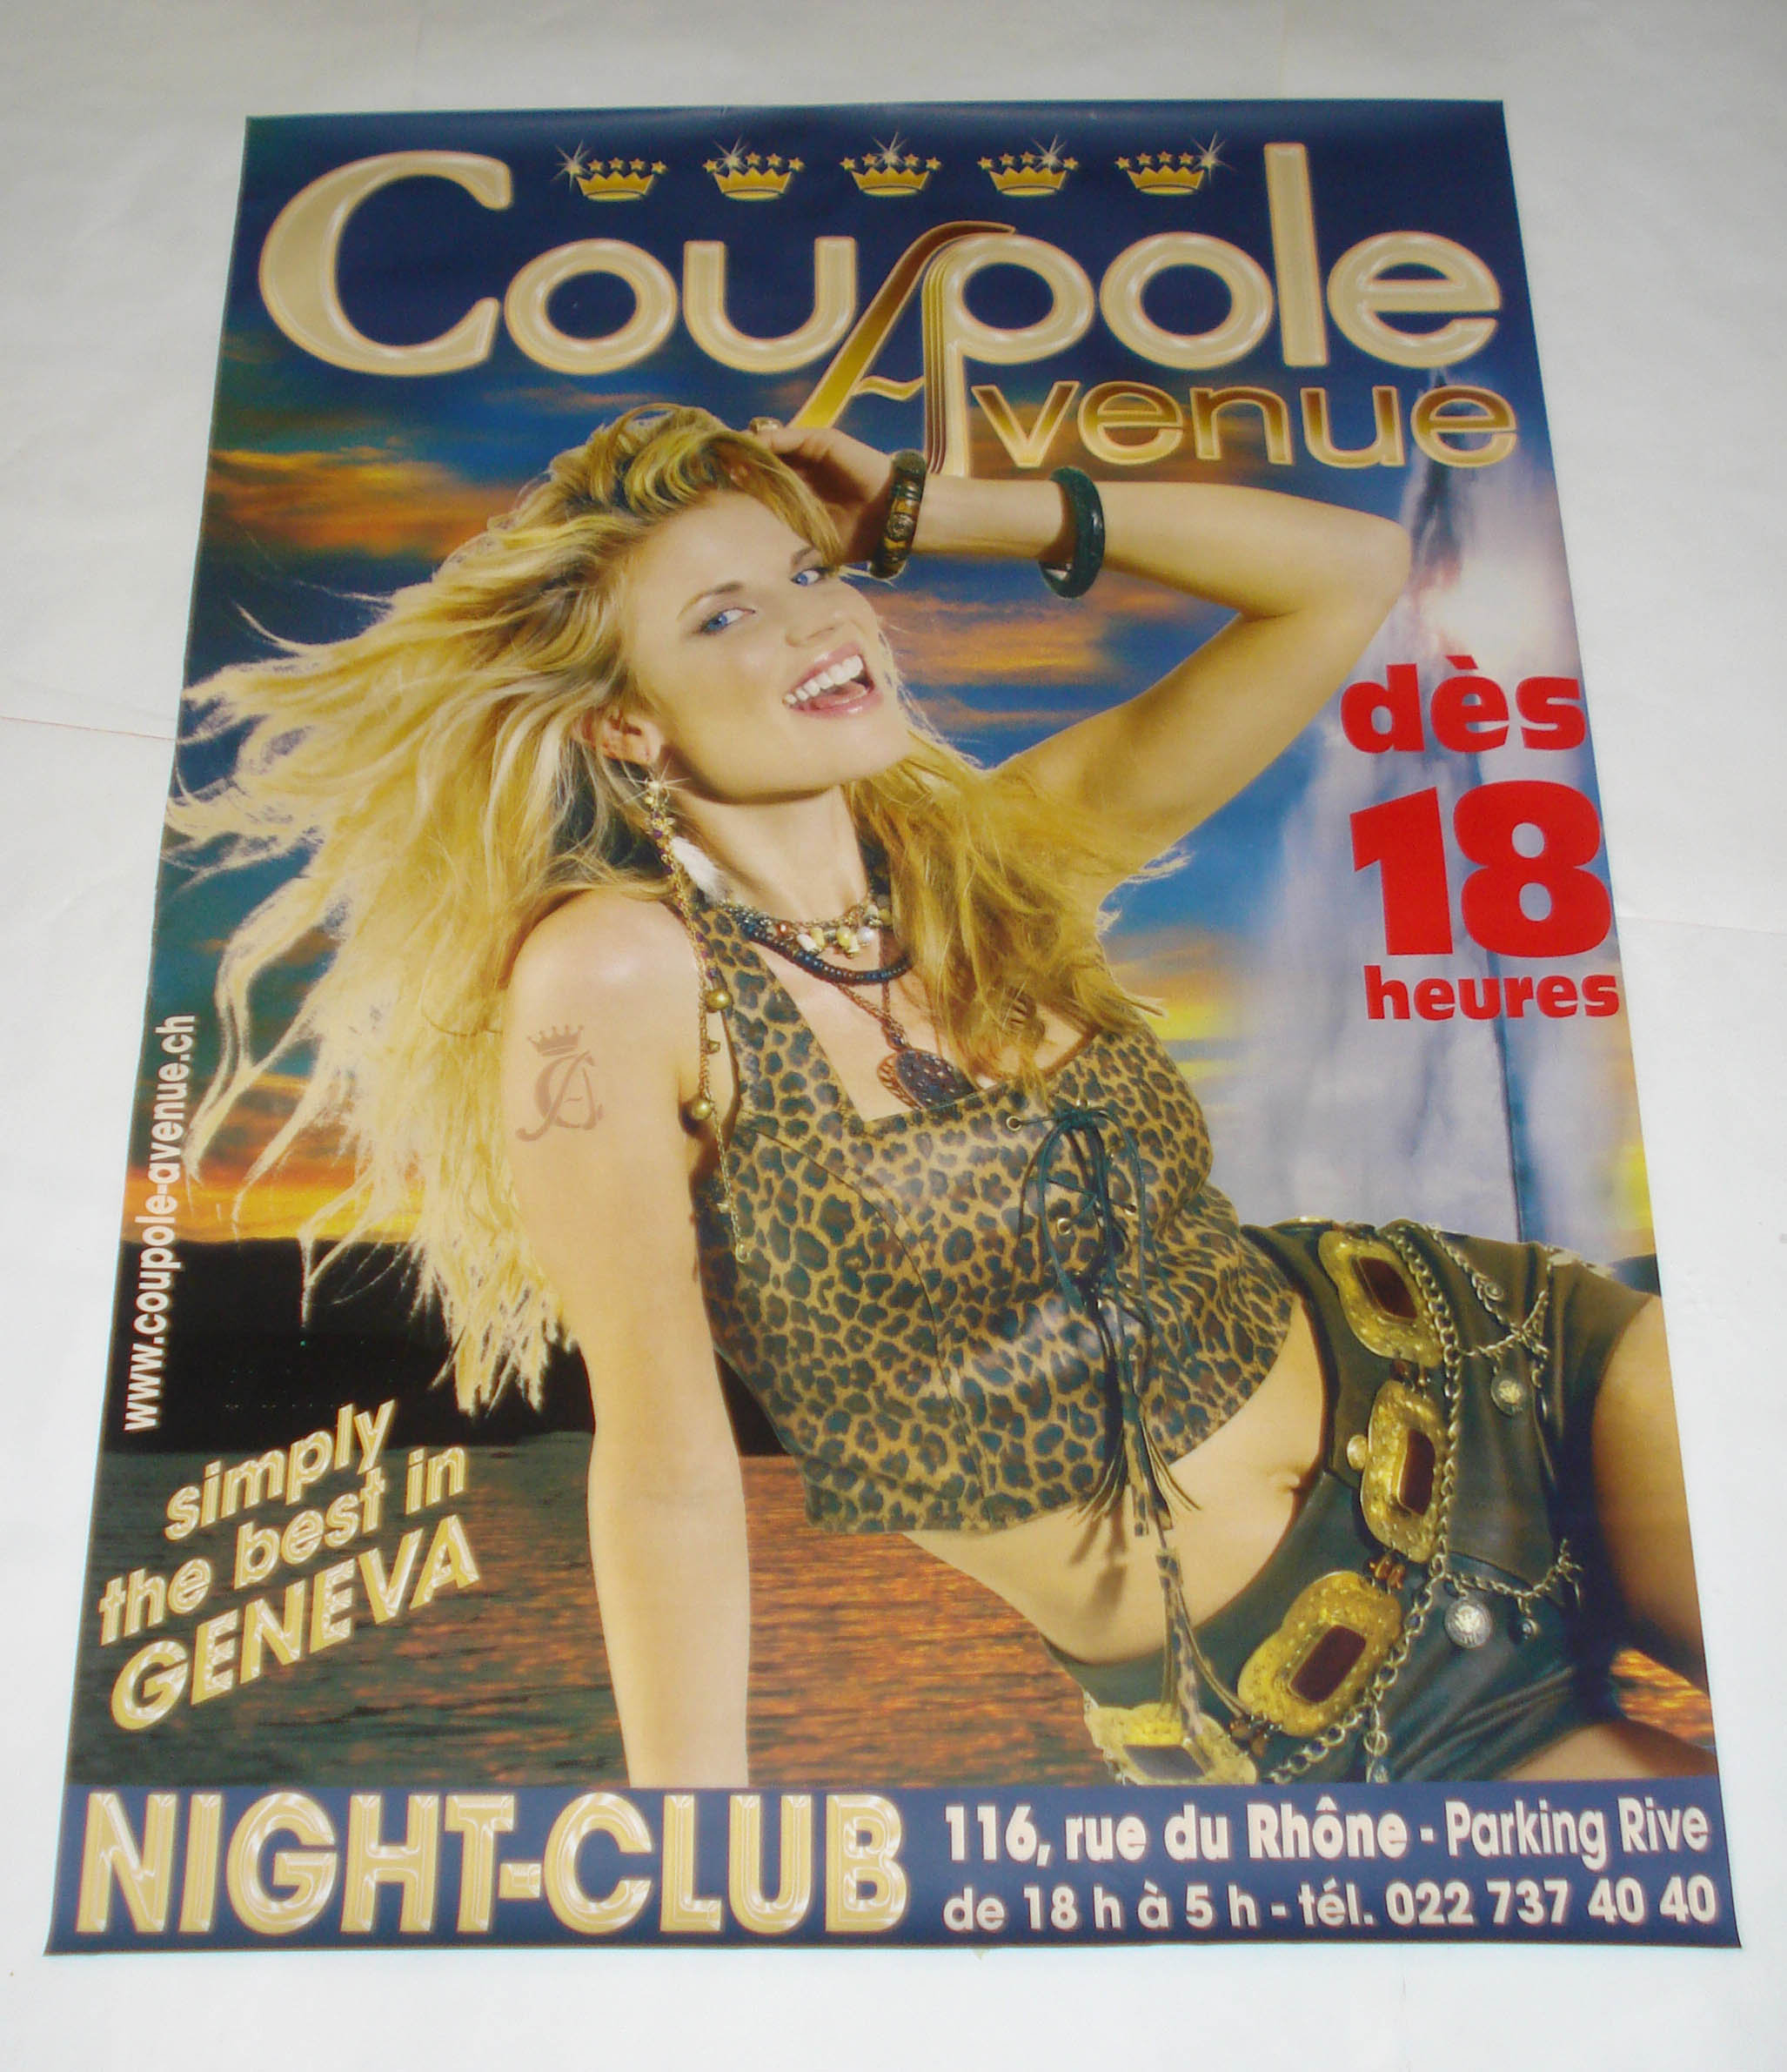 Coupole
Avenue
dès
18
heures
www.coupole-avenue.ch
simply
the best in
GENEVA
NIGHT-CLUB
116, rue du Rhône - Parking Rive
de 18 h à 5 h - tél. 022 737 40 40